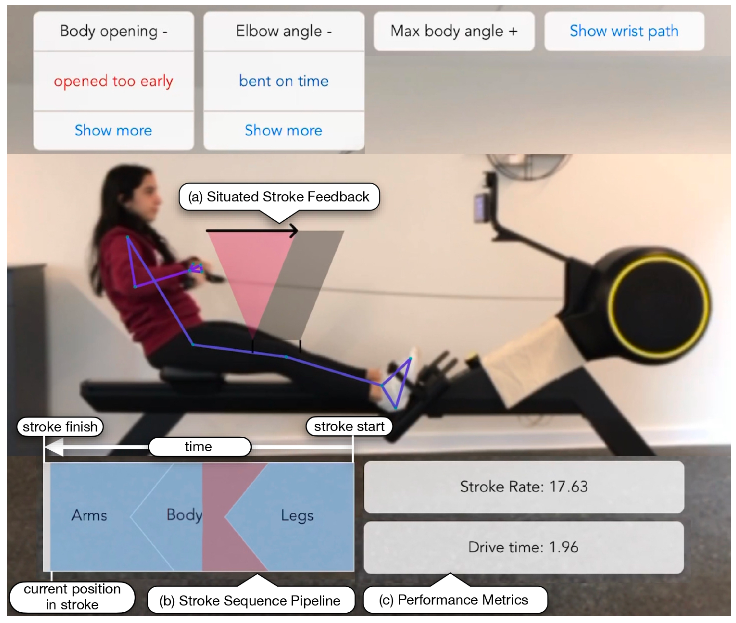 Body opening -
Elbow angle -
Max body angle +
Show wrist path
opened too early
bent on time
Show more
Show more
(a) Situated Stroke Feedback
stroke finish
stroke start
time
Arms
Body
Legs
Stroke Rate: 17.63
Drive time: 1.96
current position
in stroke
(b) Stroke Sequence Pipeline
(c) Performance Metrics